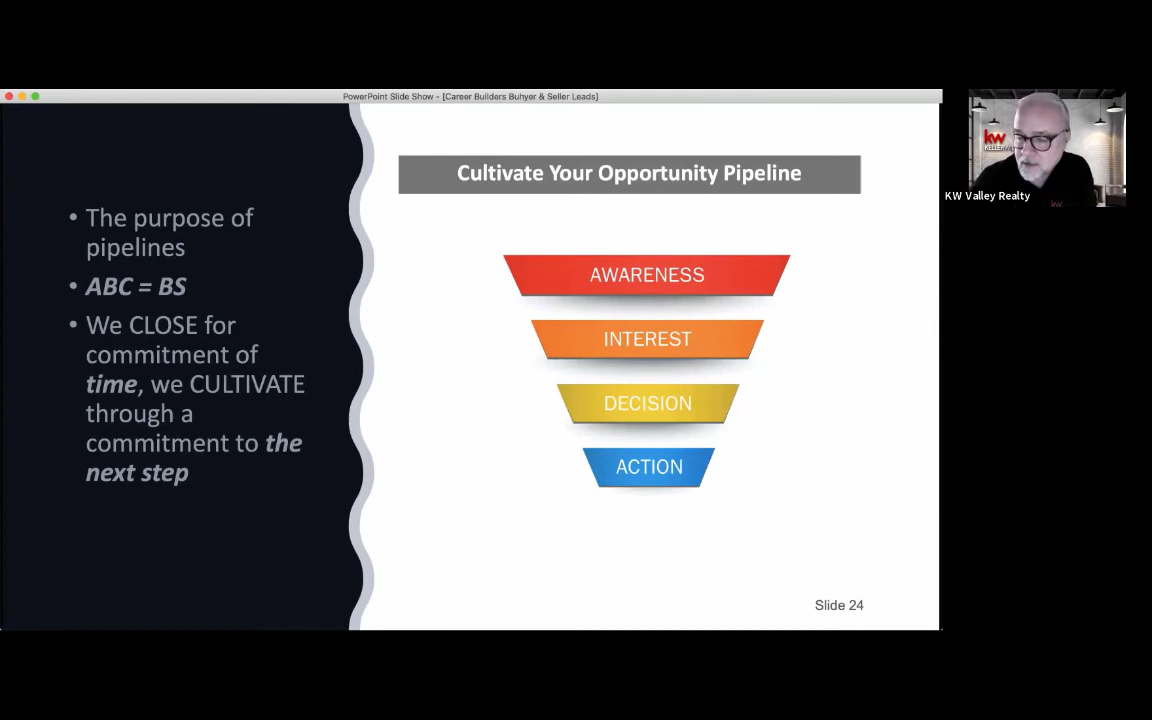 PowerPoint Slide Show - [Career Builders Buhyer & Seller Leads]
• The purpose of
pipelines
• ABC = BS
• We CLOSE for
commitment of
time, we CULTIVATE
through a
commitment to the
next step
Cultivate Your Opportunity Pipeline
AWARENESS
INTEREST
DECISION
ACTION
Slide 24
kw
KW Valley Realty
kw